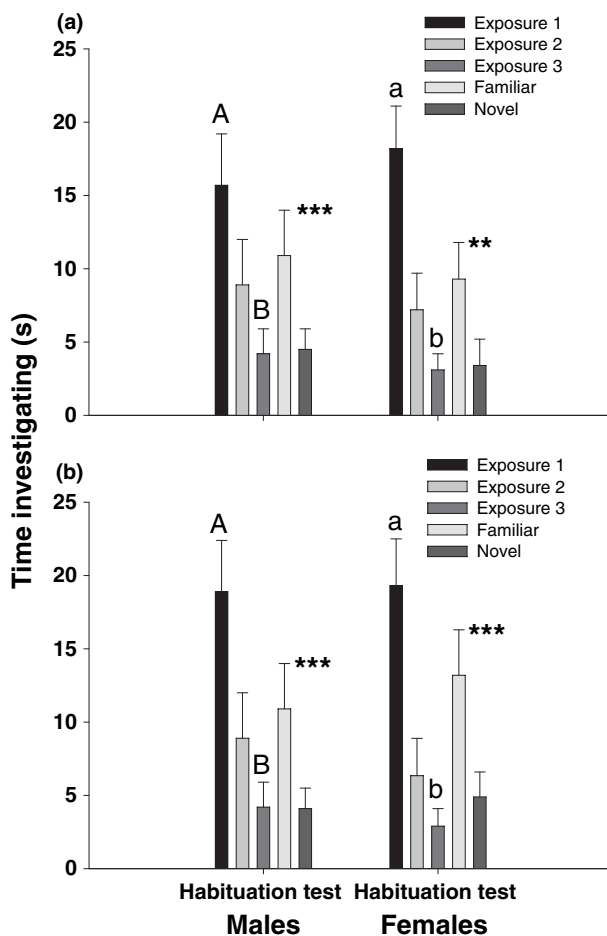 (a)
Exposure 1
Exposure 2
Exposure 3
Familiar
Novel
25
20
15
10
5
0
A
B
***
a
b
**
Time investigating (s)
(b)
Exposure 1
Exposure 2
Exposure 3
Familiar
Novel
25
20
15
10
5
0
A
B
***
a
b
***
Habituation test Habituation test
Males Females